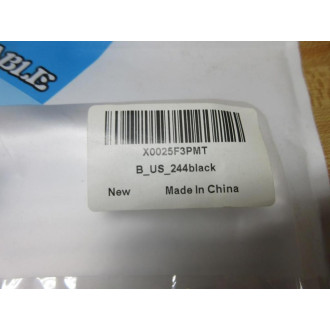 ABLE
X0025F3PMT
B_US_244black
New Made In China